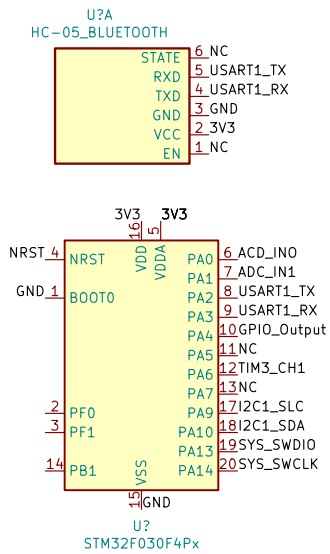 U?A
HC-05_BLUETOOTH
STATE 6 NC
RXD 5 USART1_TX
TXD 4 USART1_RX
GND 3 GND
VCC 2 3V3
EN 1 NC
3V3 3V3
16 5
VDD VDDA
NRST 4 NRST PA0 6 ACD_IN0
PA1 7 ADC_IN1
GND 1 BOOT0 PA2 8 USART1_TX
PA3 9 USART1_RX
PA4 10 GPIO_Output
PA5 11 NC
PA6 12 TIM3_CH1
PA7 13 NC
2 PF0 PA9 17 I2C1_SLC
3 PF1 PA10 18 I2C1_SDA
PA13 19 SYS_SWDIO
14 PB1 PA14 20 SYS_SWCLK
VSS
15 GND
U?
STM32F030F4Px